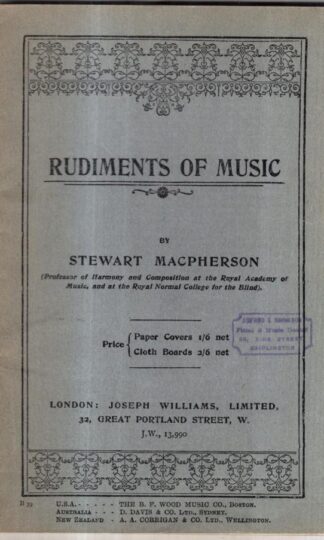 RUDIMENTS OF MUSIC
BY
STEWART MACPHERSON
(Professor of Harmony and Composition at the Royal Academy of
Music, and at the Royal Normal College for the Blind).
Price { Paper Covers 1/6 net
Cloth Boards 2/6 net
STREET
BRIDLINGTON
LONDON: JOSEPH WILLIAMS, LIMITED,
32, GREAT PORTLAND STREET, W.
J.W., 13,990
U.S.A. - - - - - THE B. F. WOOD MUSIC CO., BOSTON.
AUSTRALIA - - - D. DAVIS & CO. LTD., SYDNEY.
NEW ZEALAND - A. A. CORRIGAN & CO. LTD., WELLINGTON.